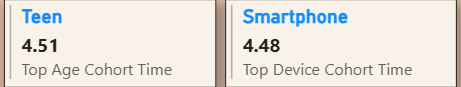 Teen
4.51
Top Age Cohort Time
Smartphone
4.48
Top Device Cohort Time